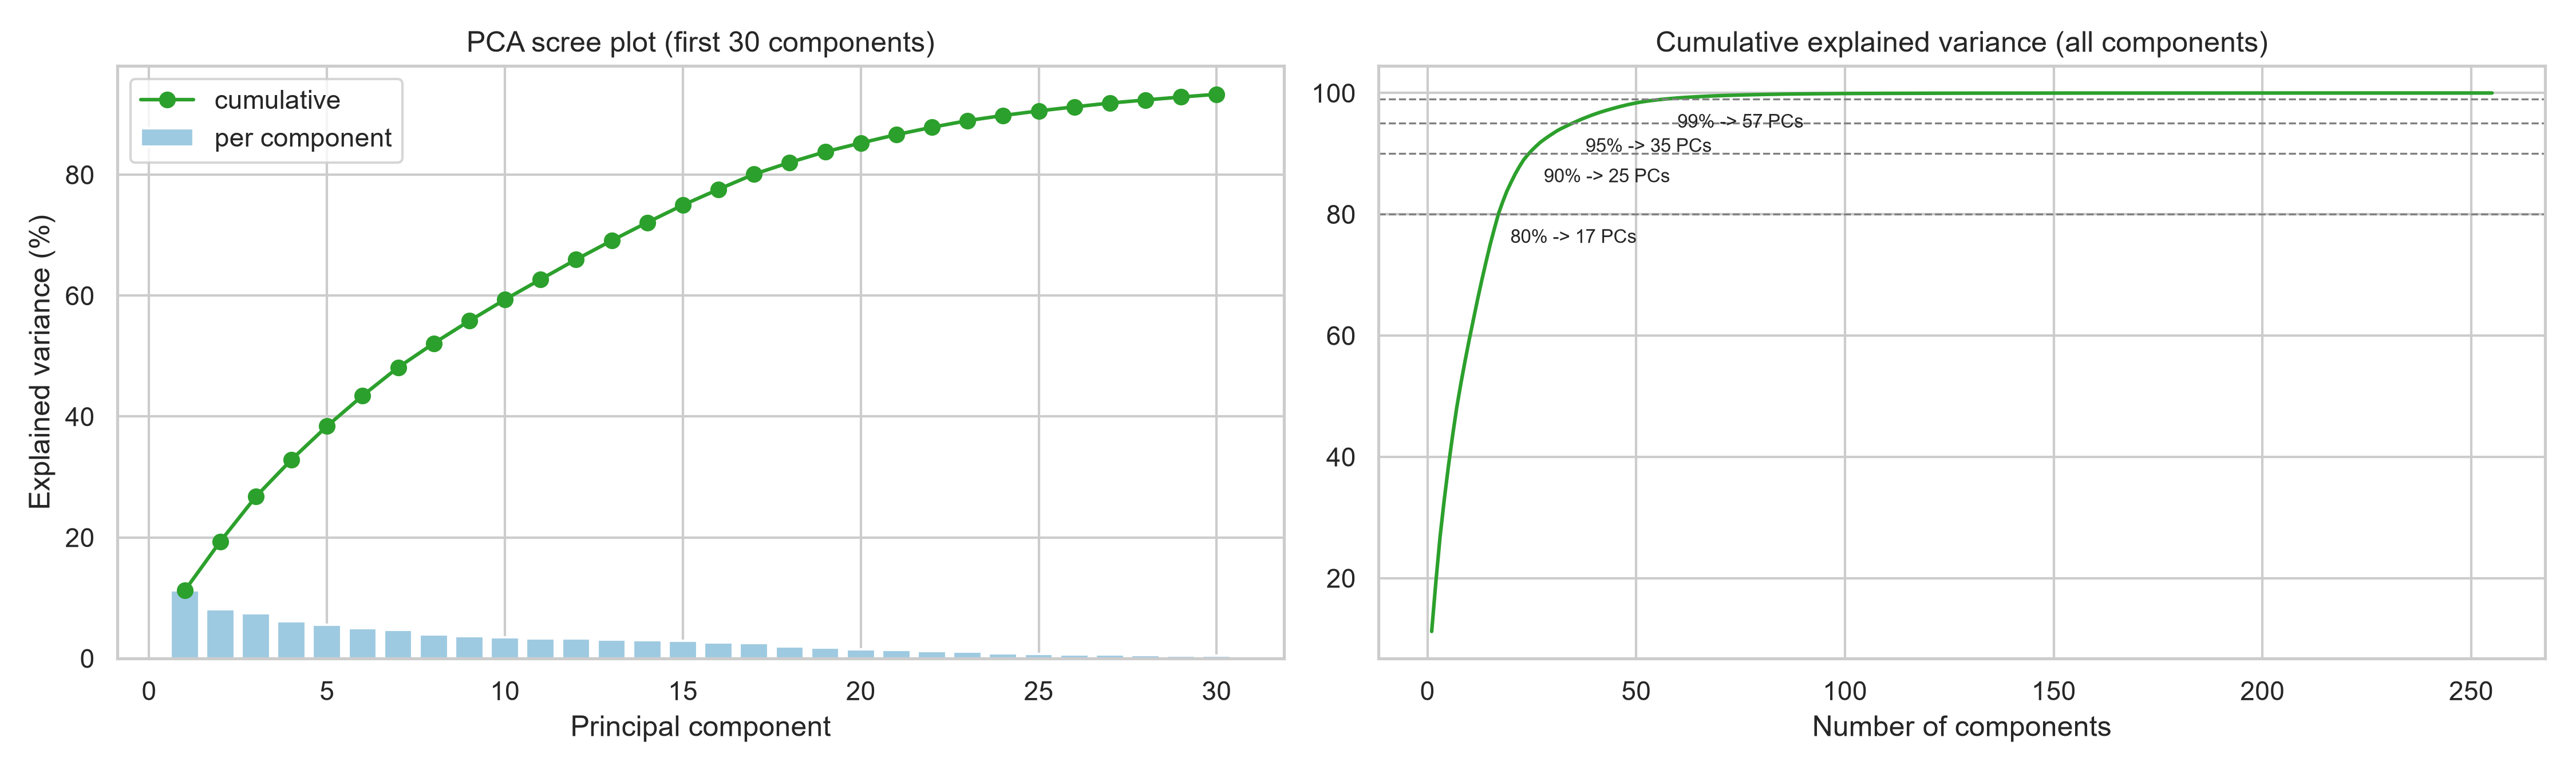 PCA scree plot (first 30 components)
cumulative
per component
Explained variance (%)
80
60
40
20
0
0 5 10 15 20 25 30
Principal component
Cumulative explained variance (all components)
100
80
60
40
20
99% -> 57 PCs
95% -> 35 PCs
90% -> 25 PCs
80% -> 17 PCs
0 50 100 150 200 250
Number of components